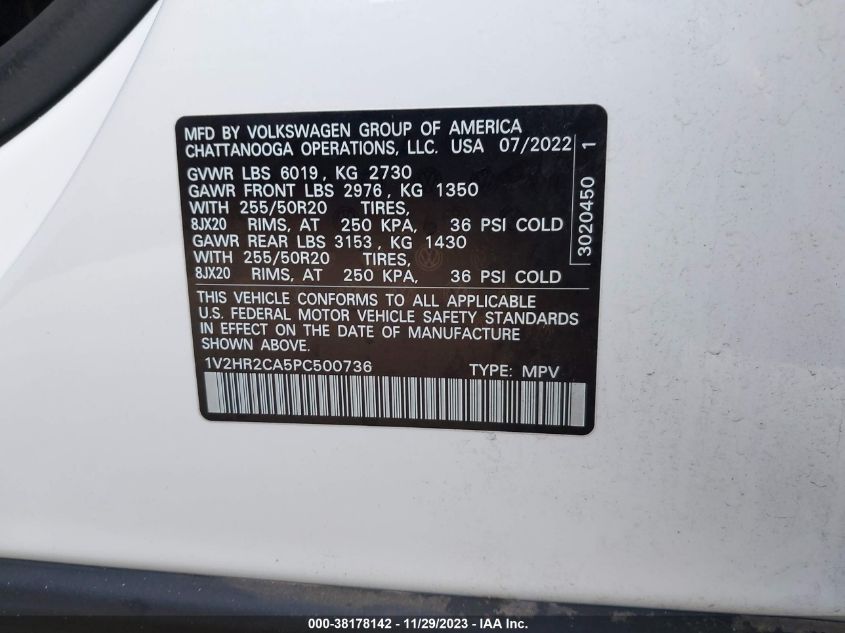 MFD BY VOLKSWAGEN GROUP OF AMERICA
CHATTANOOGA OPERATIONS, LLC. USA 07/2022
GVWR LBS 6019, KG 2730
GAWR FRONT LBS 2976, KG 1350
WITH 255/50R20 TIRES,
8JX20 RIMS, AT 250 KPA, 36 PSI COLD
GAWR REAR LBS 3153, KG 1430
WITH 255/50R20 TIRES,
8JX20 RIMS, AT 250 KPA, 36 PSI COLD
3020450 1
THIS VEHICLE CONFORMS TO ALL APPLICABLE
U.S. FEDERAL MOTOR VEHICLE SAFETY STANDARDS
IN EFFECT ON THE DATE OF MANUFACTURE
SHOWN ABOVE.
1V2HR2CA5PC500736 TYPE: MPV
000-38178142 - 11/29/2023 - IAA Inc.